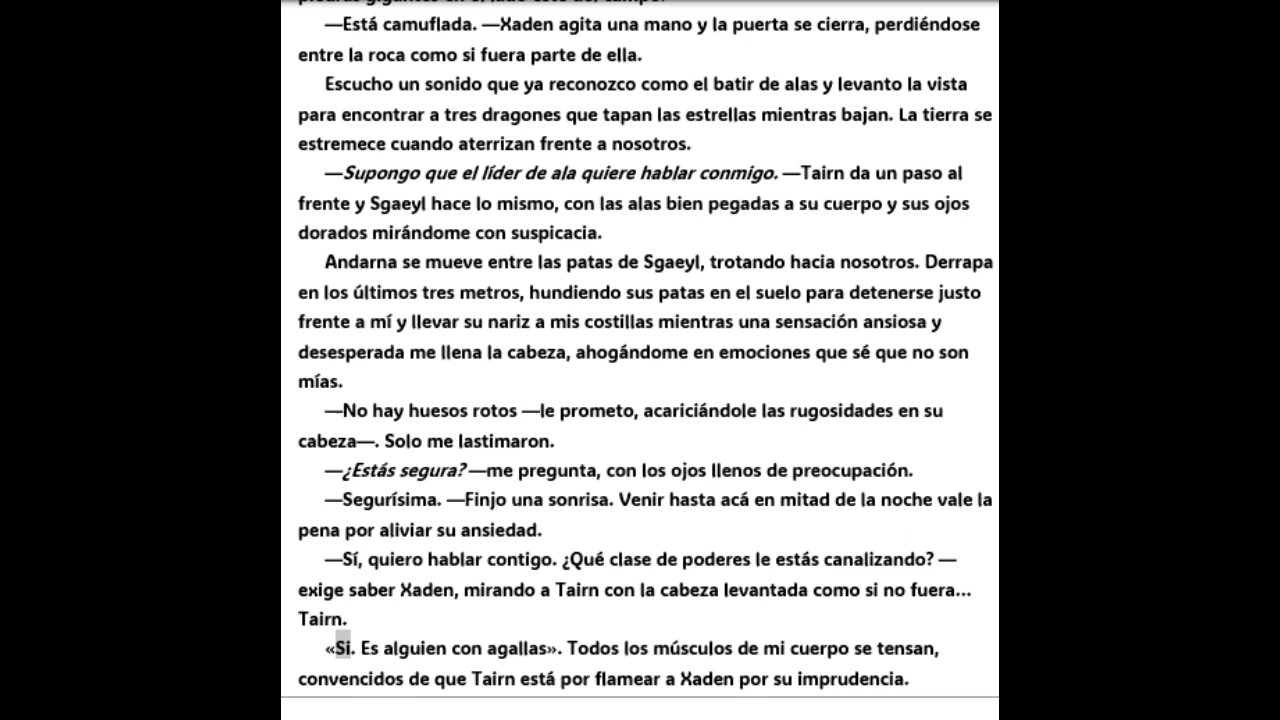 —Está camuflada. —Xaden agita una mano y la puerta se cierra, perdiéndose
entre la roca como si fuera parte de ella.
Escucho un sonido que ya reconozco como el batir de alas y levanto la vista
para encontrar a tres dragones que tapan las estrellas mientras bajan. La tierra se
estremece cuando aterrizan frente a nosotros.
—Supongo que el líder de ala quiere hablar conmigo. —Tairn da un paso al
frente y Sgaeyl hace lo mismo, con las alas bien pegadas a su cuerpo y sus ojos
dorados mirándome con suspicacia.
Andarna se mueve entre las patas de Sgaeyl, trotando hacia nosotros. Derrapa
en los últimos tres metros, hundiendo sus patas en el suelo para detenerse justo
frente a mí y llevar su nariz a mis costillas mientras una sensación ansiosa y
desesperada me llena la cabeza, ahogándome en emociones que sé que no son
mías.
—No hay huesos rotos —le prometo, acariciándole las rugosidades en su
cabeza—. Solo me lastimaron.
—¿Estás segura? —me pregunta, con los ojos llenos de preocupación.
—Segurísima. —Finjo una sonrisa. Venir hasta acá en mitad de la noche vale la
pena por aliviar su ansiedad.
—Sí, quiero hablar contigo. ¿Qué clase de poderes le estás canalizando? —
exige saber Xaden, mirando a Tairn con la cabeza levantada como si no fuera...
Tairn.
«Si. Es alguien con agallas». Todos los músculos de mi cuerpo se tensan,
convencidos de que Tairn está por flamear a Xaden por su imprudencia.